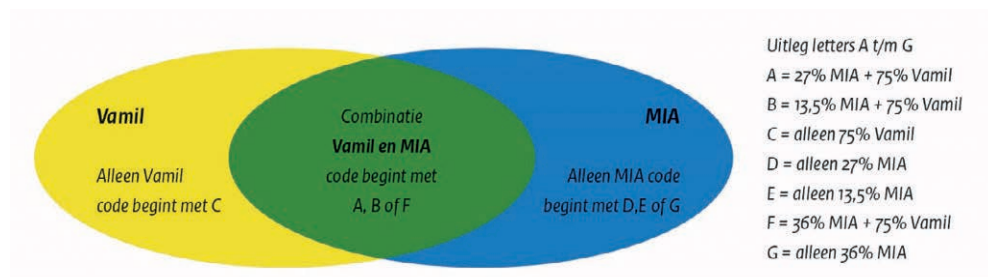 Vamil
Alleen Vamil
code begint met C
Combinatie
Vamil en MIA
code begint met
A, B of F
MIA
Alleen MIA code
begint met D,E of G
Uitleg letters A t/m G
A = 27% MIA + 75% Vamil
B = 13,5% MIA + 75% Vamil
C = alleen 75% Vamil
D = alleen 27% MIA
E = alleen 13,5% MIA
F = 36% MIA + 75% Vamil
G = alleen 36% MIA